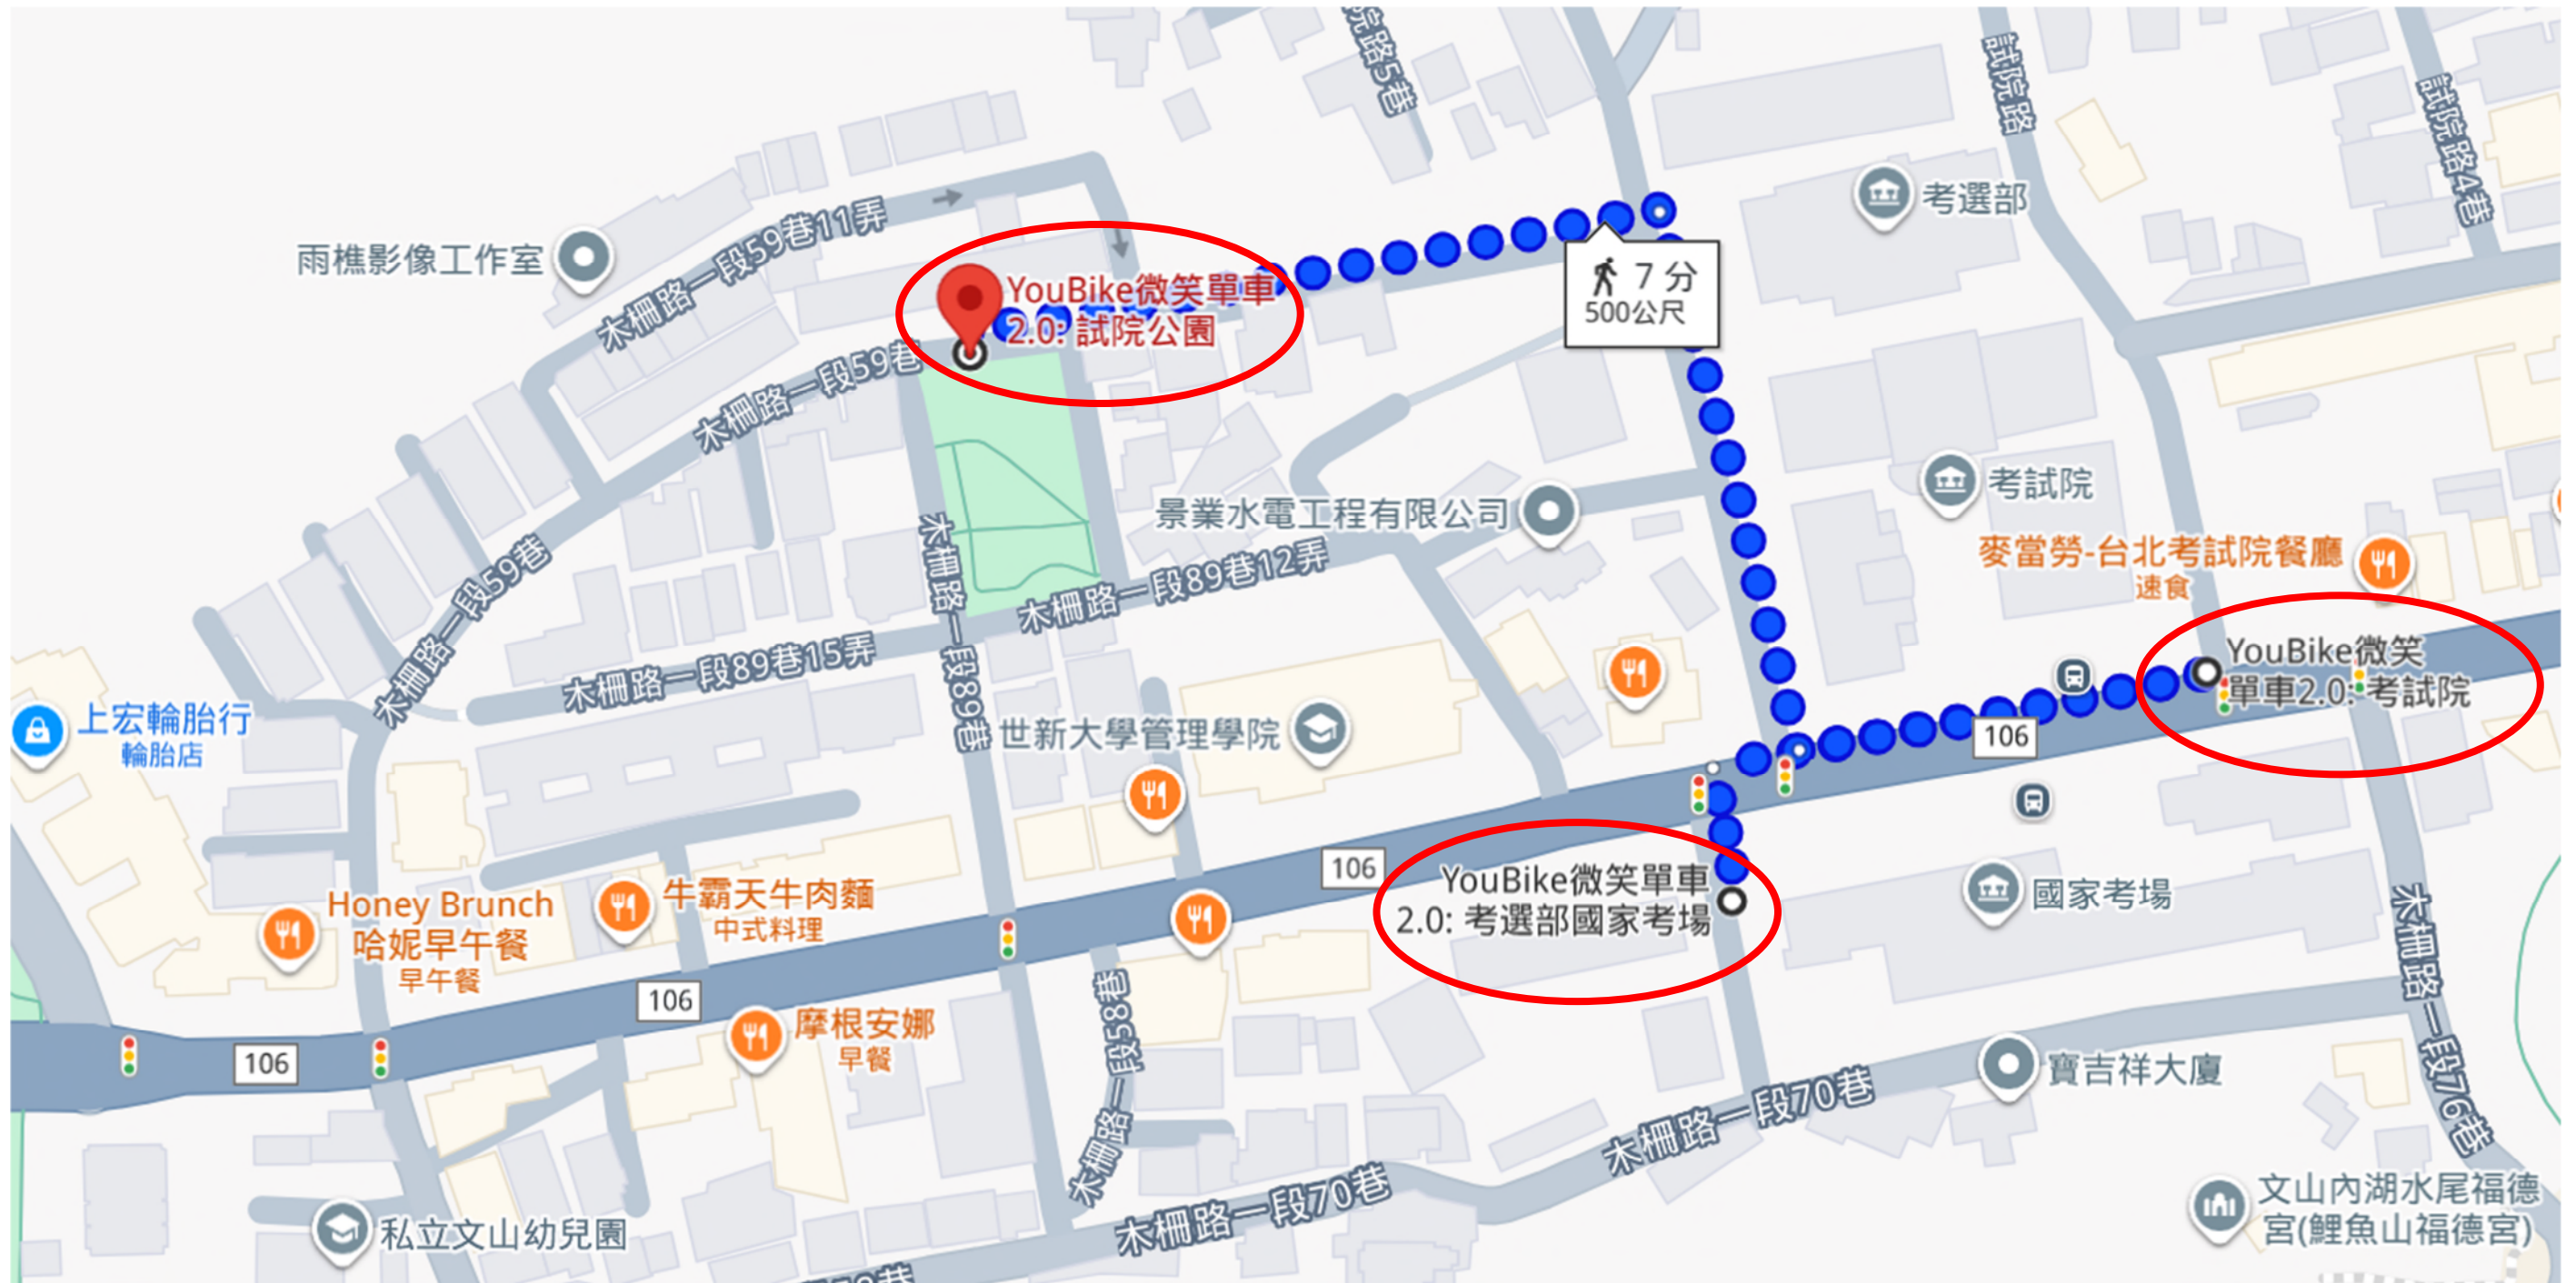 院路5巷
試院路
試院路4巷
考選部
木柵路一段59巷11弄
雨樵影像工作室
YouBike微笑單車
2.0: 試院公園
7 分
500公尺
木柵路一段59巷
考試院
景業水電工程有限公司
麥當勞-台北考試院餐廳
速食
木柵路一段59巷
木柵路一段89巷12弄
木柵路一段89巷15弄
木柵路一段89巷
YouBike微笑
單車2.0: 考試院
上宏輪胎行
輪胎店
世新大學管理學院
106
106
YouBike微笑單車
2.0: 考選部國家考場
國家考場
Honey Brunch
哈妮早午餐
早午餐
牛霸天牛肉麵
中式料理
106
摩根安娜
早餐
106
木柵路一段58巷
木柵路一段76巷
寶吉祥大廈
木柵路一段70巷
木柵路一段70巷
私立文山幼兒園
文山內湖水尾福德
宮(鯉魚山福德宮)